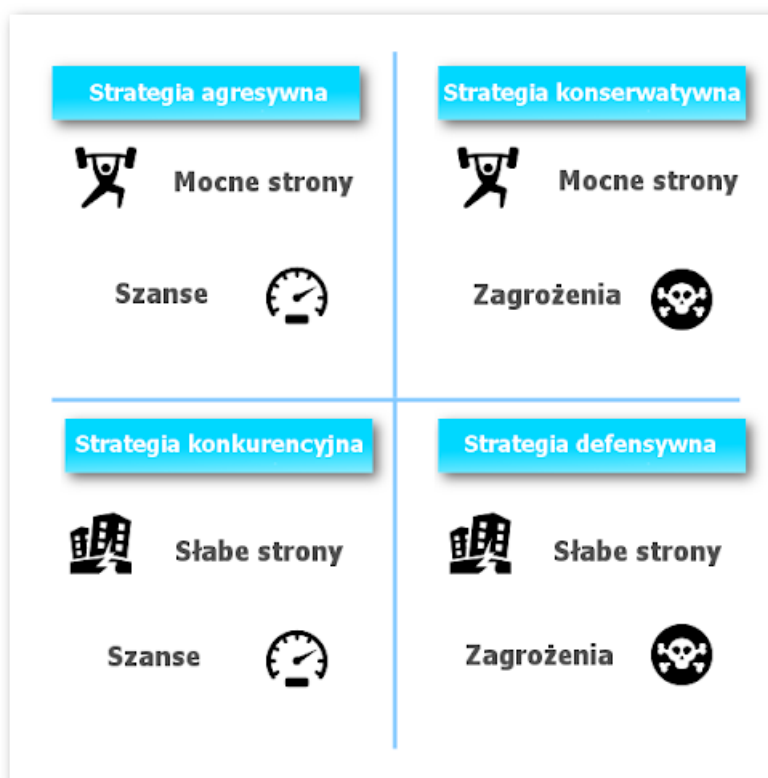 Strategia agresywna
Mocne strony
Szanse
Strategia konserwatywna
Mocne strony
Zagrożenia
Strategia konkurencyjna
Słabe strony
Szanse
Strategia defensywna
Słabe strony
Zagrożenia